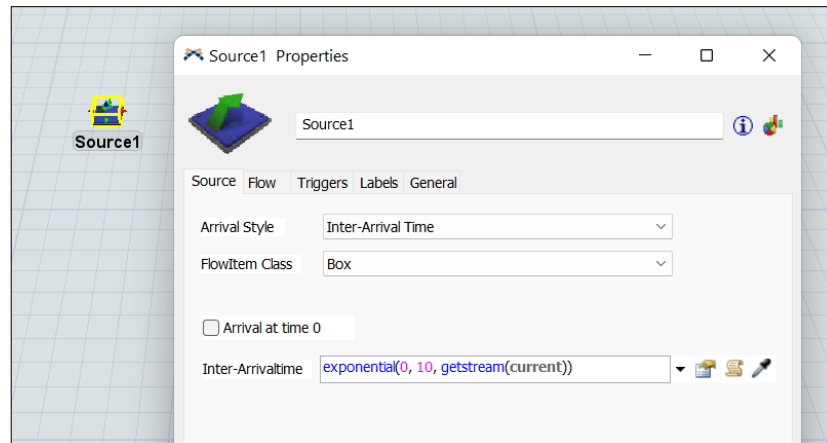 Source1 Properties
Source1
Source1
Source Flow Triggers Labels General
Arrival Style Inter-Arrival Time
FlowItem Class Box
Arrival at time 0
Inter-Arrivaltime exponential(0, 10, getstream(current))